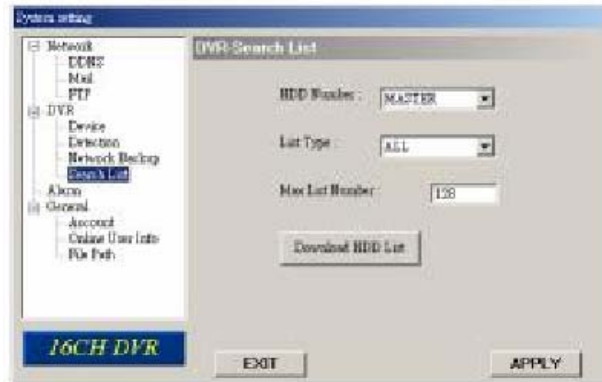 System setting
Network
DDNS
Mail
FTP
DVR
Device
Detection
Network Backup
Search List
Alarm
General
Account
Online User Info
File Path
16CH DVR
DVR-Search List
HDD Number : MASTER
List Type : ALL
Max List Number : 128
Download HDD List
EXIT
APPLY